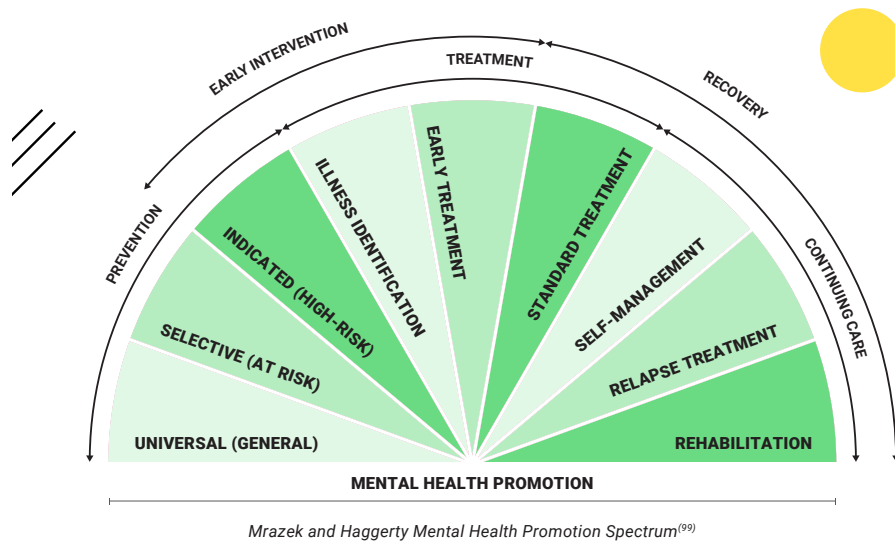 EARLY INTERVENTION
TREATMENT
RECOVERY
PREVENTION
CONTINUING CARE
UNIVERSAL (GENERAL)
SELECTIVE (AT RISK)
INDICATED (HIGH-RISK)
ILLNESS IDENTIFICATION
EARLY TREATMENT
STANDARD TREATMENT
SELF-MANAGEMENT
RELAPSE TREATMENT
REHABILITATION
MENTAL HEALTH PROMOTION
Mrazek and Haggerty Mental Health Promotion Spectrum(99)